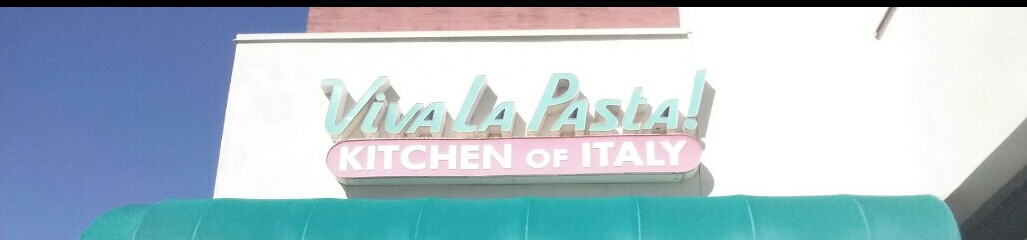 Viva La Pasta!
KITCHEN OF ITALY